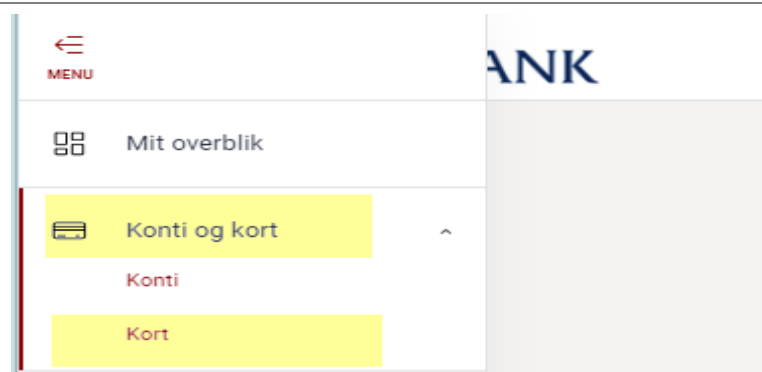 MENU
ANK
Mit overblik
Konti og kort
Konti
Kort